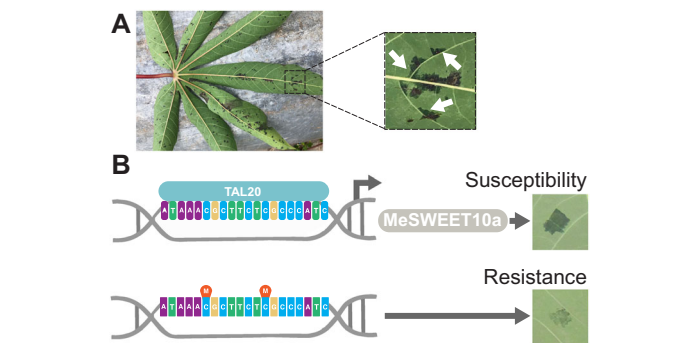 A
B
Susceptibility
TAL20
ATAAACGCTTCTCGCCCATC
MeSWEET10a
Resistance
M M
ATAAACGCTTCTCGCCCATC